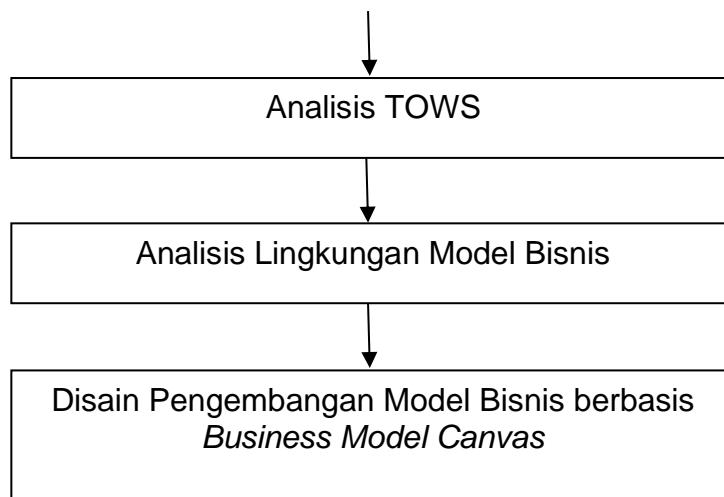 Analisis TOWS
Analisis Lingkungan Model Bisnis
Disain Pengembangan Model Bisnis berbasis
Business Model Canvas